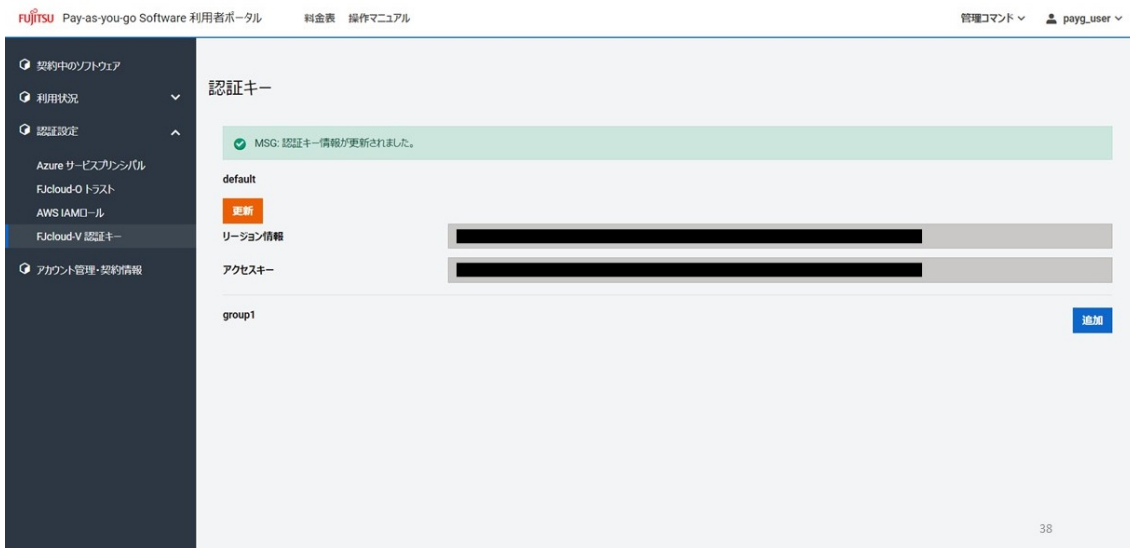 FUJITSU Pay-as-you-go Software 利用者ポータル 料金表 操作マニュアル 管理コマンド payg_user
契約中のソフトウェア
利用状況
認証設定
Azure サービスプリンシパル
FJcloud-O トラスト
AWS IAMロール
FJcloud-V 認証キー
アカウント管理・契約情報
認証キー
MSG: 認証キー情報が更新されました。
default
更新
リージョン情報
アクセスキー
group1
追加
38